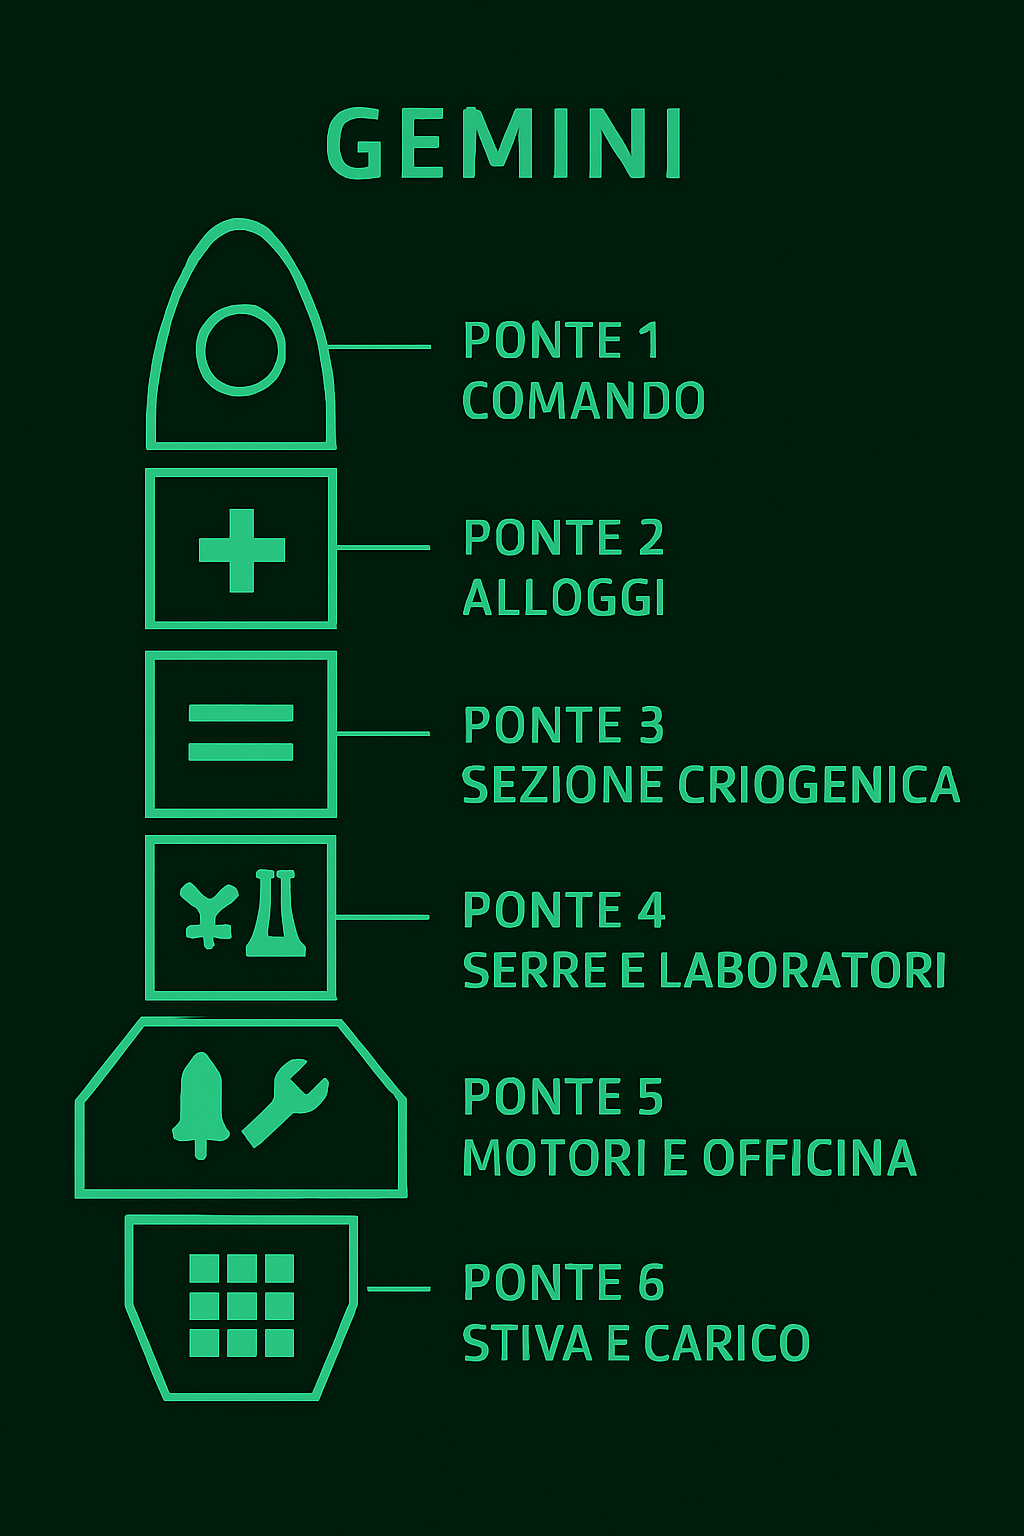 GEMINI
PONTE 1
COMANDO
PONTE 2
ALLOGGI
PONTE 3
SEZIONE CRIOGENICA
PONTE 4
SERRE E LABORATORI
PONTE 5
MOTORI E OFFICINA
PONTE 6
STIVA E CARICO